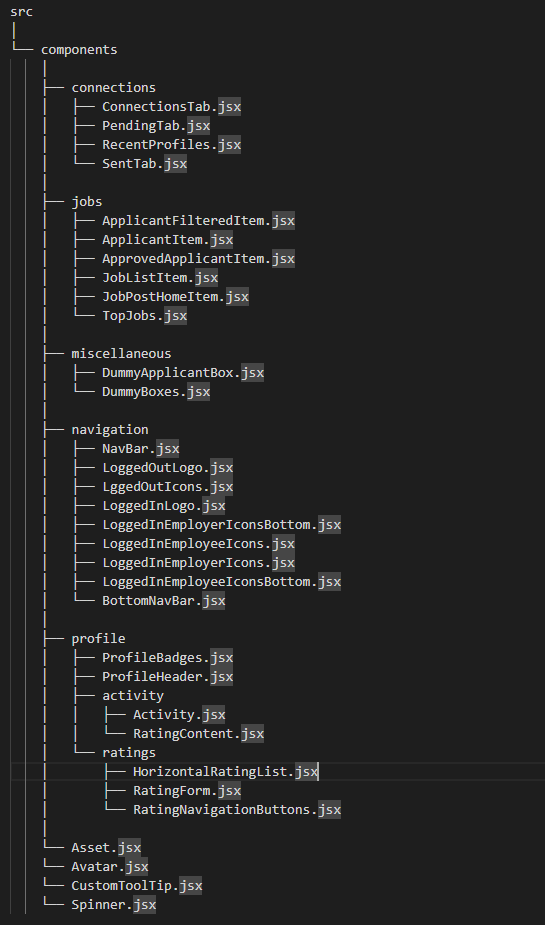 src
│
└── components
    │
    ├── connections
    │   ├── ConnectionsTab.jsx
    │   ├── PendingTab.jsx
    │   ├── RecentProfiles.jsx
    │   └── SentTab.jsx
    │
    ├── jobs
    │   ├── ApplicantFilteredItem.jsx
    │   ├── ApplicantItem.jsx
    │   ├── ApprovedApplicantItem.jsx
    │   ├── JobListItem.jsx
    │   ├── JobPostHomeItem.jsx
    │   └── TopJobs.jsx
    │
    ├── miscellaneous
    │   ├── DummyApplicantBox.jsx
    │   └── DummyBoxes.jsx
    │
    ├── navigation
    │   ├── NavBar.jsx
    │   ├── LoggedOutLogo.jsx
    │   ├── LggedOutIcons.jsx
    │   ├── LoggedInLogo.jsx
    │   ├── LoggedInEmployerIconsBottom.jsx
    │   ├── LoggedInEmployeeIcons.jsx
    │   ├── LoggedInEmployerIcons.jsx
    │   ├── LoggedInEmployeeIconsBottom.jsx
    │   └── BottomNavBar.jsx
    │
    ├── profile
    │   ├── ProfileBadges.jsx
    │   ├── ProfileHeader.jsx
    │   ├── activity
    │   │   ├── Activity.jsx
    │   │   └── RatingContent.jsx
    │   └── ratings
    │       ├── HorizontalRatingList.jsx
    │       ├── RatingForm.jsx
    │       └── RatingNavigationButtons.jsx
    │
    └── Asset.jsx
    └── Avatar.jsx
    └── CustomToolTip.jsx
    └── Spinner.jsx